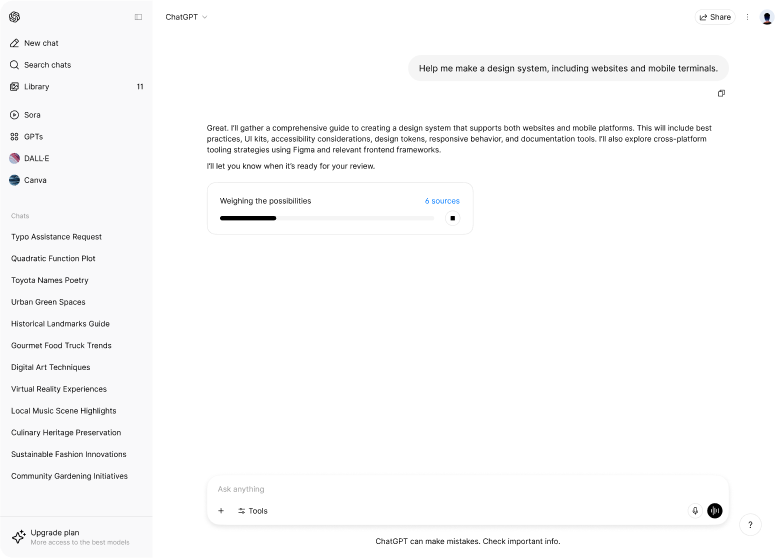 ChatGPT
Share
New chat
Search chats
Library 11
Sora
GPTs
DALL·E
Canva
Chats
Typo Assistance Request
Quadratic Function Plot
Toyota Names Poetry
Urban Green Spaces
Historical Landmarks Guide
Gourmet Food Truck Trends
Digital Art Techniques
Virtual Reality Experiences
Local Music Scene Highlights
Culinary Heritage Preservation
Sustainable Fashion Innovations
Community Gardening Initiatives
Upgrade plan
More access to the best models
Help me make a design system, including websites and mobile terminals.
Great. I'll gather a comprehensive guide to creating a design system that supports both websites and mobile platforms. This will include best
practices, UI kits, accessibility considerations, design tokens, responsive behavior, and documentation tools. I'll also explore cross-platform
tooling strategies using Figma and relevant frontend frameworks.
I'll let you know when it's ready for your review.
Weighing the possibilities 6 sources
Ask anything
Tools
ChatGPT can make mistakes. Check important info.
?